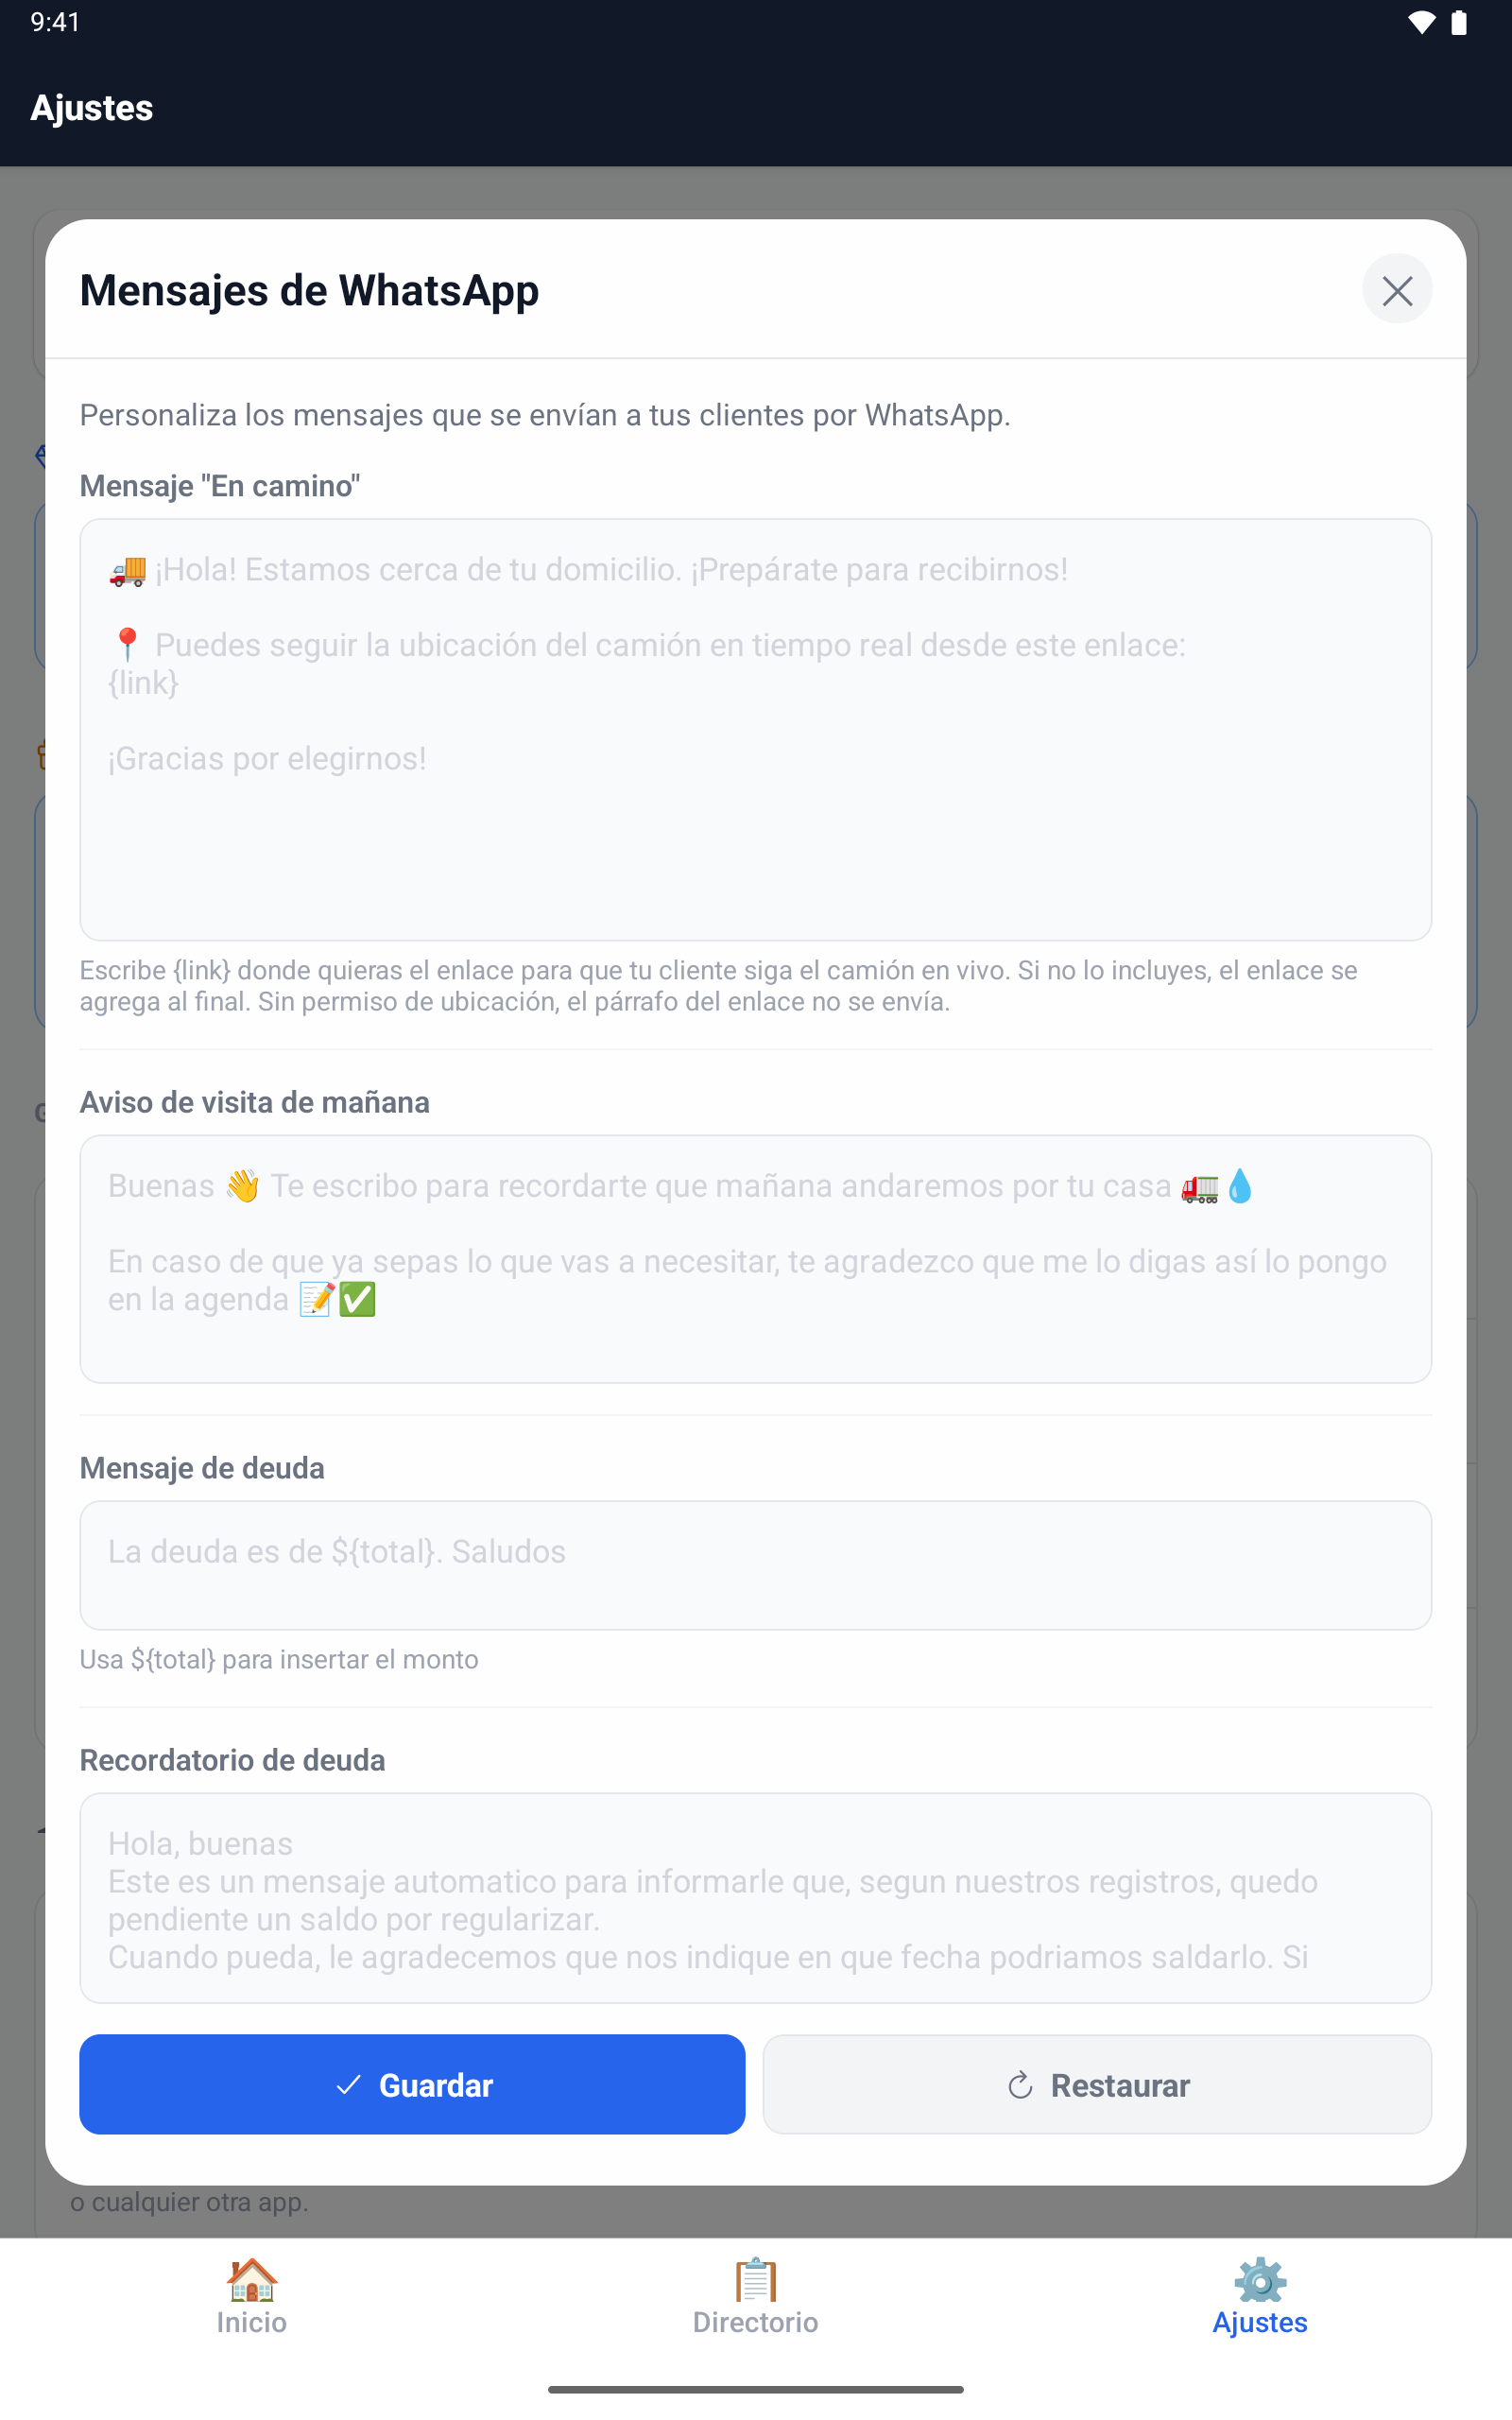 9:41
Ajustes
Mensajes de WhatsApp
Personaliza los mensajes que se envían a tus clientes por WhatsApp.
Mensaje "En camino"
🚚 ¡Hola! Estamos cerca de tu domicilio. ¡Prepárate para recibirnos!
📍 Puedes seguir la ubicación del camión en tiempo real desde este enlace:
{link}
¡Gracias por elegirnos!
Escribe {link} donde quieras el enlace para que tu cliente siga el camión en vivo. Si no lo incluyes, el enlace se
agrega al final. Sin permiso de ubicación, el párrafo del enlace no se envía.
Aviso de visita de mañana
Buenas 👋 Te escribo para recordarte que mañana andaremos por tu casa 🚛💧
En caso de que ya sepas lo que vas a necesitar, te agradezco que me lo digas así lo pongo
en la agenda 📝✅
Mensaje de deuda
La deuda es de ${total}. Saludos
Usa ${total} para insertar el monto
Recordatorio de deuda
Hola, buenas
Este es un mensaje automatico para informarle que, segun nuestros registros, quedo
pendiente un saldo por regularizar.
Cuando pueda, le agradecemos que nos indique en que fecha podriamos saldarlo. Si
Guardar
Restaurar
o cualquier otra app.
Inicio
Directorio
Ajustes